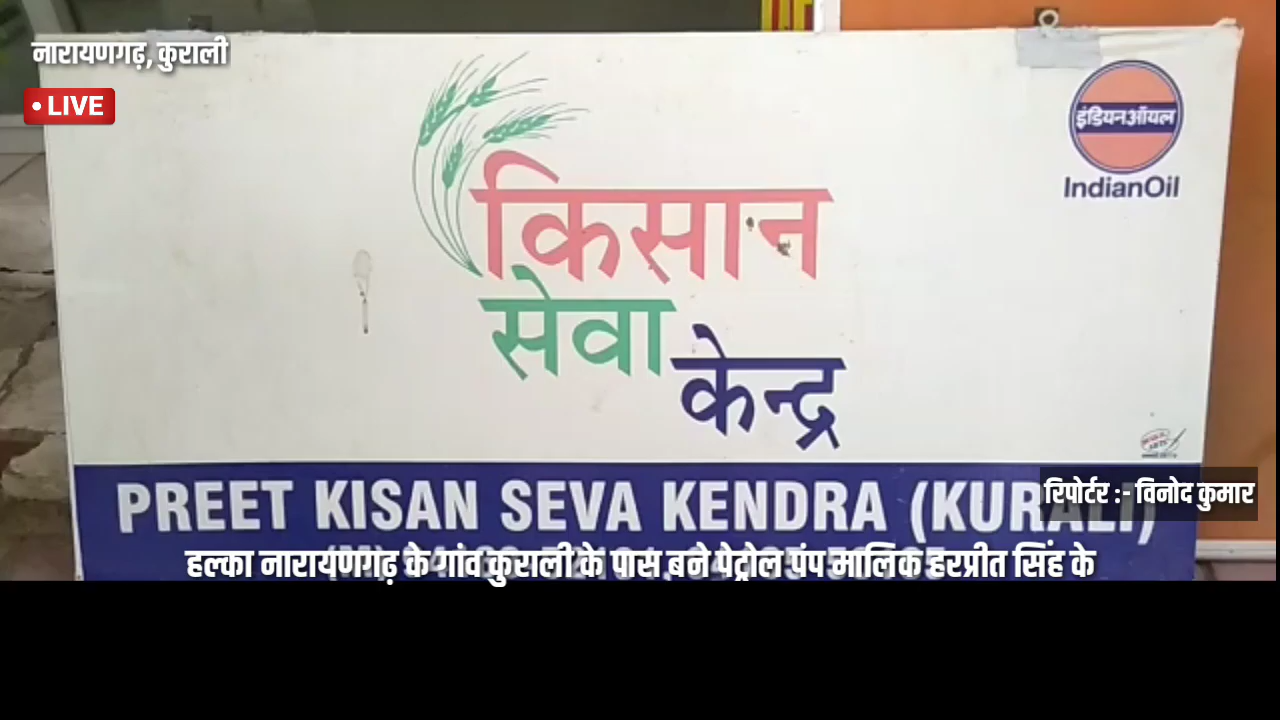 नारायणगढ़, कुराली
• LIVE
इंडियनऑयल
IndianOil
किसान
सेवा
केन्द्र
PREET KISAN SEVA KENDRA (KURALI)
रिपोर्टर :- विनोद कुमार
हल्का नारायणगढ़ के गांव कुराली के पास बने पेट्रोल पंप मालिक हरप्रीत सिंह के